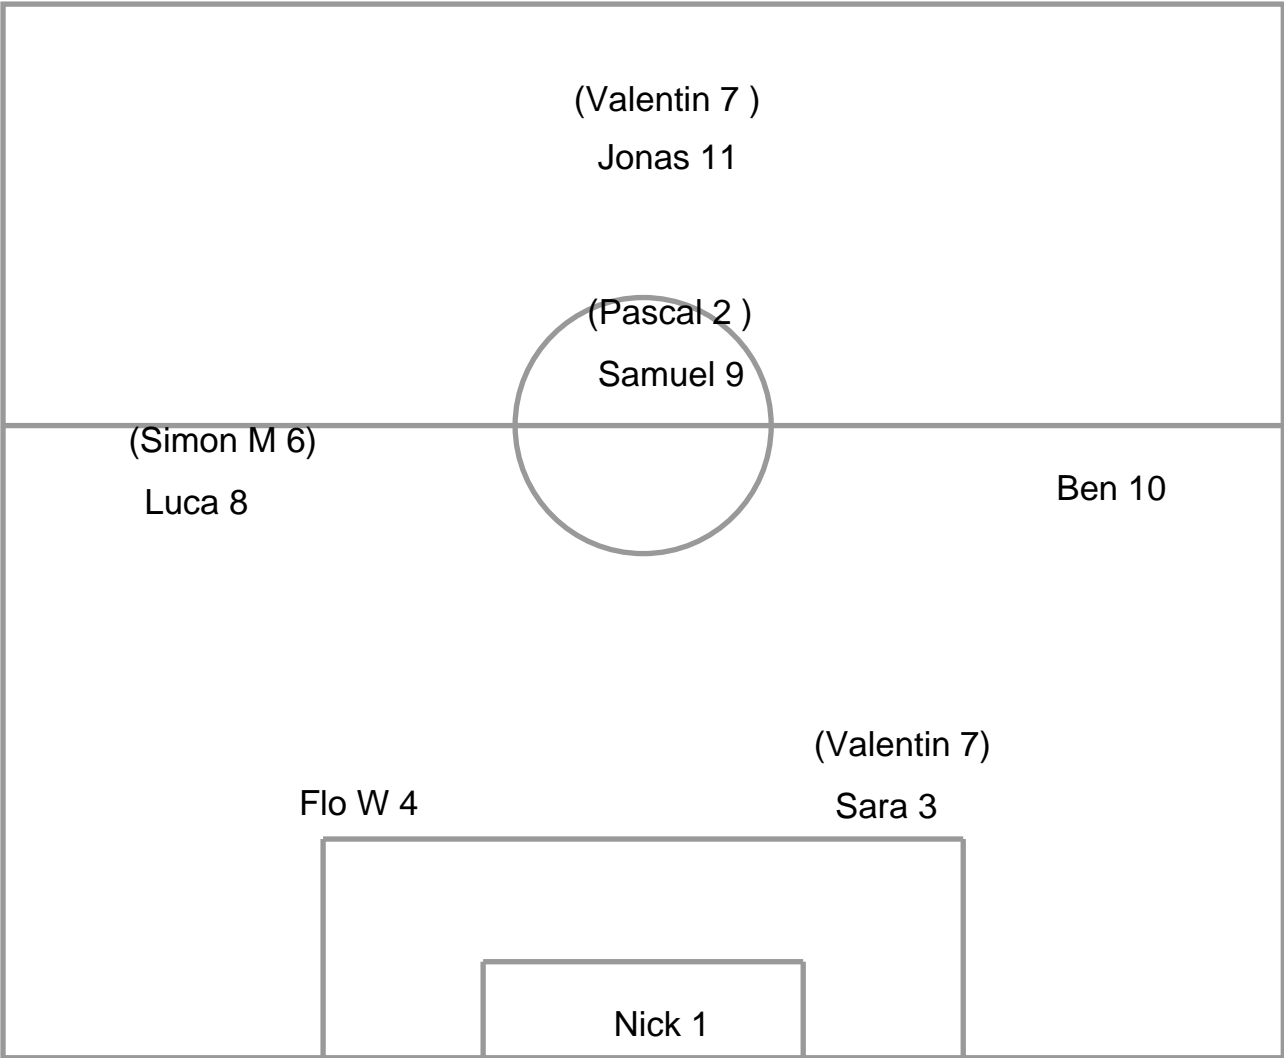 (Valentin 7 )
Jonas 11
(Pascal 2 )
Samuel 9
(Simon M 6)
Luca 8
Ben 10
(Valentin 7)
Flo W 4
Sara 3
Nick 1